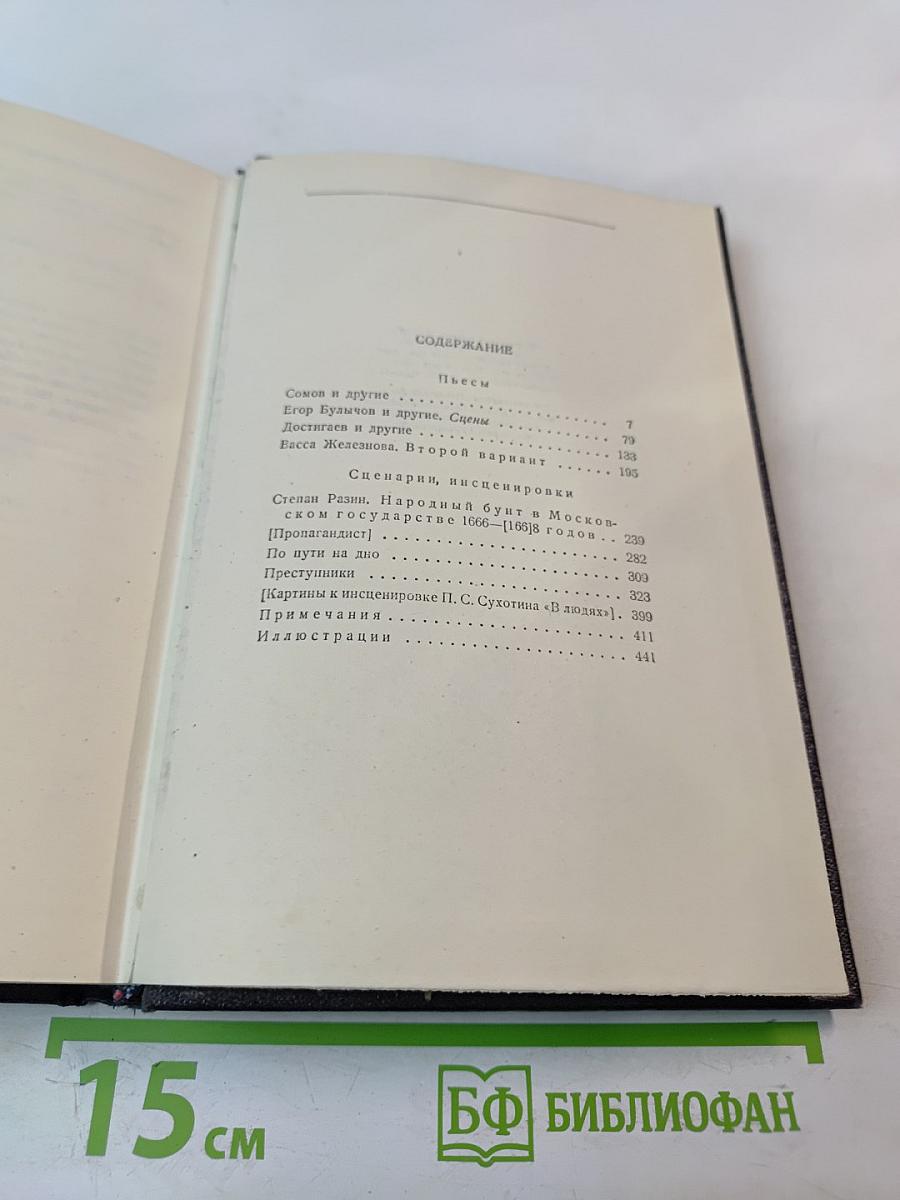 СОДЕРЖАНИЕ
Пьесы
Сомов и другие . . . . . . . . . . . . . . . . . . . . 7
Егор Булычов и другие. Сцены . . . . . . . . . . . . 79
Достигаев и другие . . . . . . . . . . . . . . . . . . 133
Васса Железнова. Второй вариант . . . . . . 195
Сценарии, инсценировки
Степан Разин. Народный бунт в Москов-
ском государстве 1666—[166]8 годов . . 239
[Пропагандист] . . . . . . . . . . . . . . . . . . . . 282
По пути на дно . . . . . . . . . . . . . . . . . . . . 309
Преступники . . . . . . . . . . . . . . . . . . . . 323
[Картины к инсценировке П. С. Сухотина «В людях»] . 399
Примечания . . . . . . . . . . . . . . . . . . . . 411
Иллюстрации . . . . . . . . . . . . . . . . . . . . 441
15 см
БФ БИБЛИОФАН